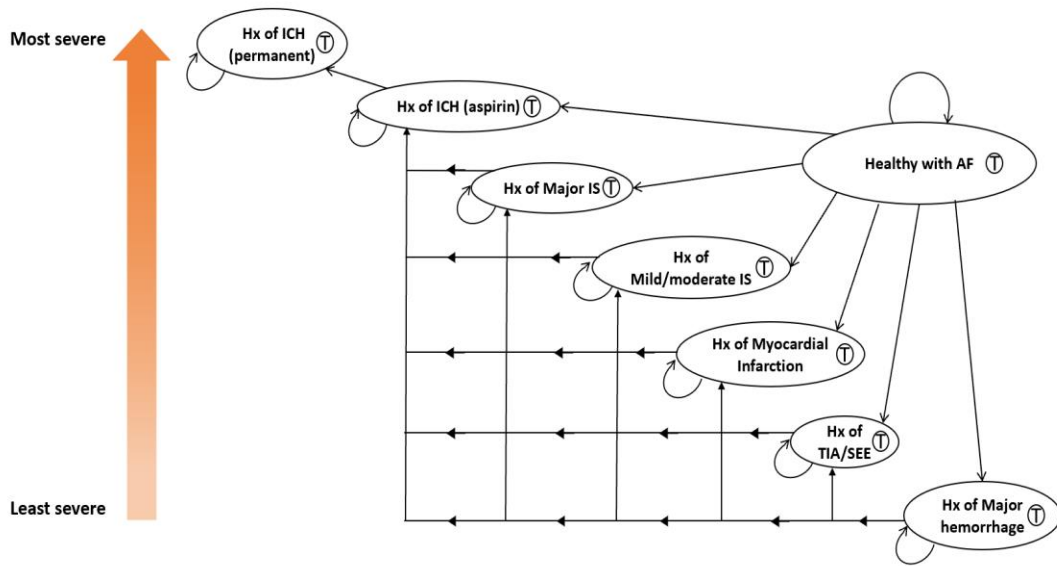 Most severe
Hx of ICH
(permanent) T
Hx of ICH (aspirin) T
Healthy with AF T
Hx of Major IS T
Hx of
Mild/moderate IS T
Hx of Myocardial
Infarction T
Hx of
TIA/SEE T
Least severe
Hx of Major
hemorrhage T